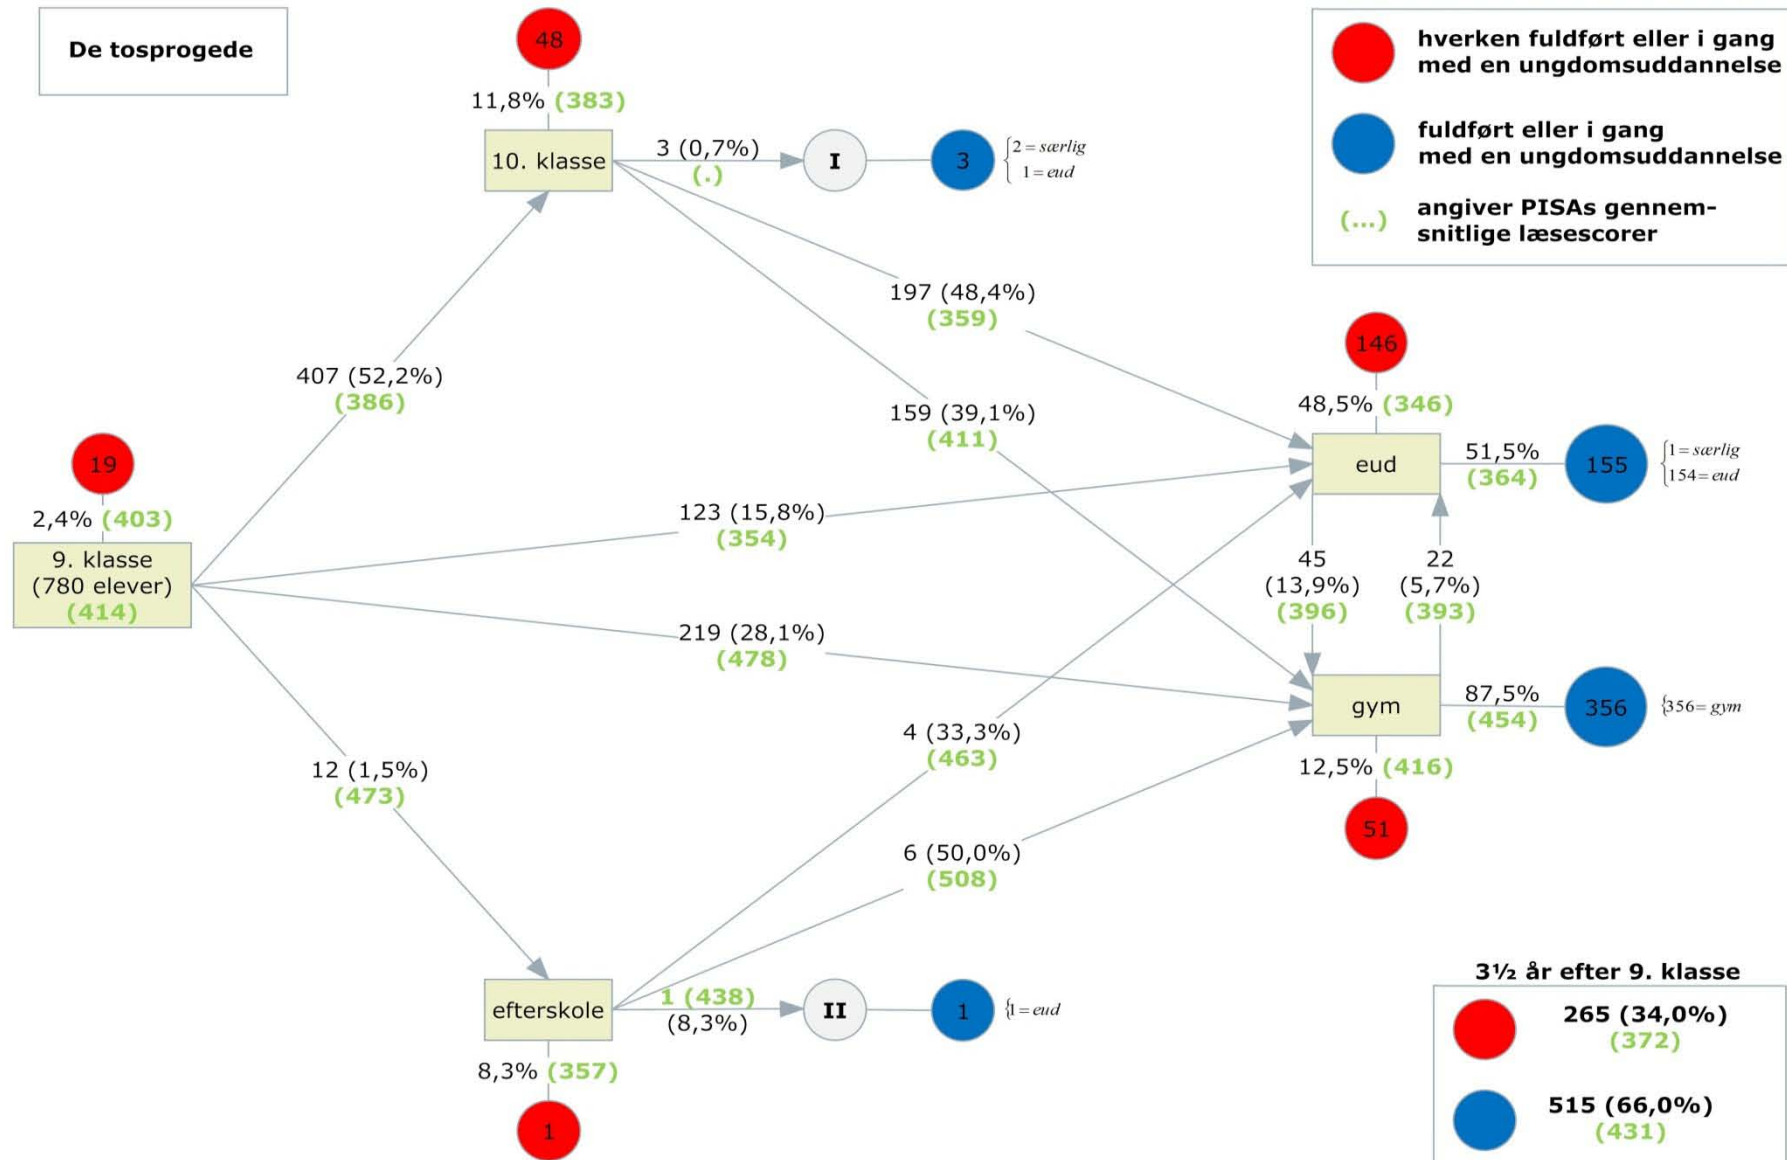 De tosprogede
48
11,8% (383)
10. klasse
3 (0,7%)
(.)
I
3
2 = særlig
1 = eud
hverken fuldført eller i gang
med en ungdomsuddannelse
fuldført eller i gang
med en ungdomsuddannelse
(...)
angiver PISAs gennem-
snitlige læsescorer
197 (48,4%)
(359)
407 (52,2%)
(386)
159 (39,1%)
(411)
146
48,5% (346)
eud
51,5%
(364)
155
1 = særlig
154 = eud
19
2,4% (403)
9. klasse
(780 elever)
(414)
123 (15,8%)
(354)
219 (28,1%)
(478)
45
(13,9%)
(396)
22
(5,7%)
(393)
gym
87,5%
(454)
356
356 = gym
12,5% (416)
51
12 (1,5%)
(473)
4 (33,3%)
(463)
6 (50,0%)
(508)
efterskole
1 (438)
(8,3%)
II
1
1 = eud
8,3% (357)
1
3½ år efter 9. klasse
265 (34,0%)
(372)
515 (66,0%)
(431)